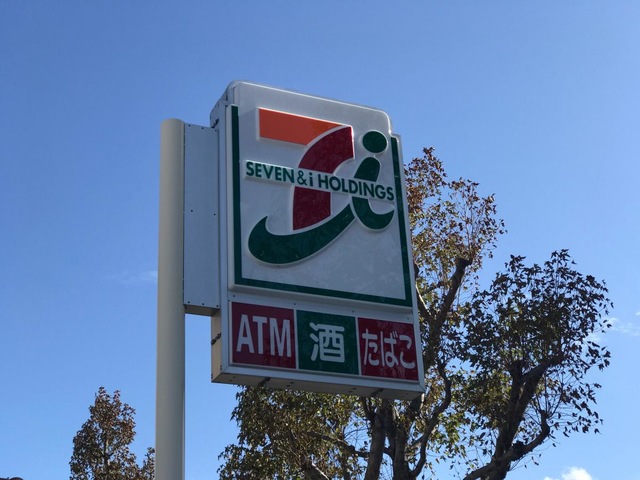 SEVEN&i HOLDINGS
ATM 酒 たばこ